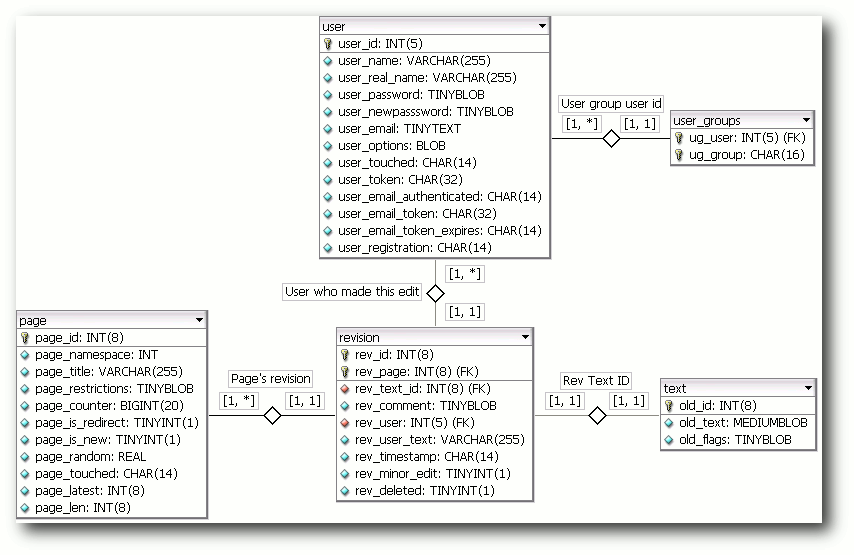 user
user_id: INT(5)
user_name: VARCHAR(255)
user_real_name: VARCHAR(255)
user_password: TINYBLOB
user_newpasssword: TINYBLOB
user_email: TINYTEXT
user_options: BLOB
user_touched: CHAR(14)
user_token: CHAR(32)
user_email_authenticated: CHAR(14)
user_email_token: CHAR(32)
user_email_token_expires: CHAR(14)
user_registration: CHAR(14)
User group user id
[1, *] [1, 1]
user_groups
ug_user: INT(5) (FK)
ug_group: CHAR(16)
[1, *]
User who made this edit
[1, 1]
page
page_id: INT(8)
page_namespace: INT
page_title: VARCHAR(255)
page_restrictions: TINYBLOB
page_counter: BIGINT(20)
page_is_redirect: TINYINT(1)
page_is_new: TINYINT(1)
page_random: REAL
page_touched: CHAR(14)
page_latest: INT(8)
page_len: INT(8)
Page's revision
[1, *] [1, 1]
revision
rev_id: INT(8)
rev_page: INT(8) (FK)
rev_text_id: INT(8) (FK)
rev_comment: TINYBLOB
rev_user: INT(5) (FK)
rev_user_text: VARCHAR(255)
rev_timestamp: CHAR(14)
rev_minor_edit: TINYINT(1)
rev_deleted: TINYINT(1)
Rev Text ID
[1, 1] [1, 1]
text
old_id: INT(8)
old_text: MEDIUMBLOB
old_flags: TINYBLOB